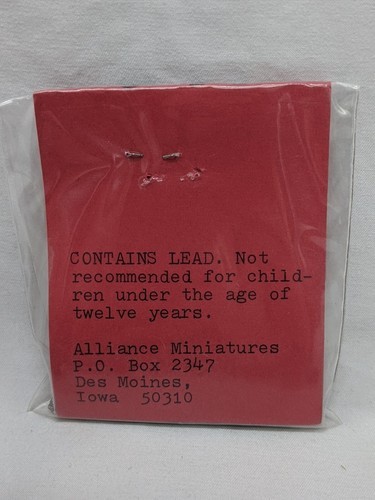 CONTAINS LEAD. Not
recommended for child-
ren under the age of
twelve years.
Alliance Miniatures
P.O. Box 2347
Des Moines,
Iowa 50310